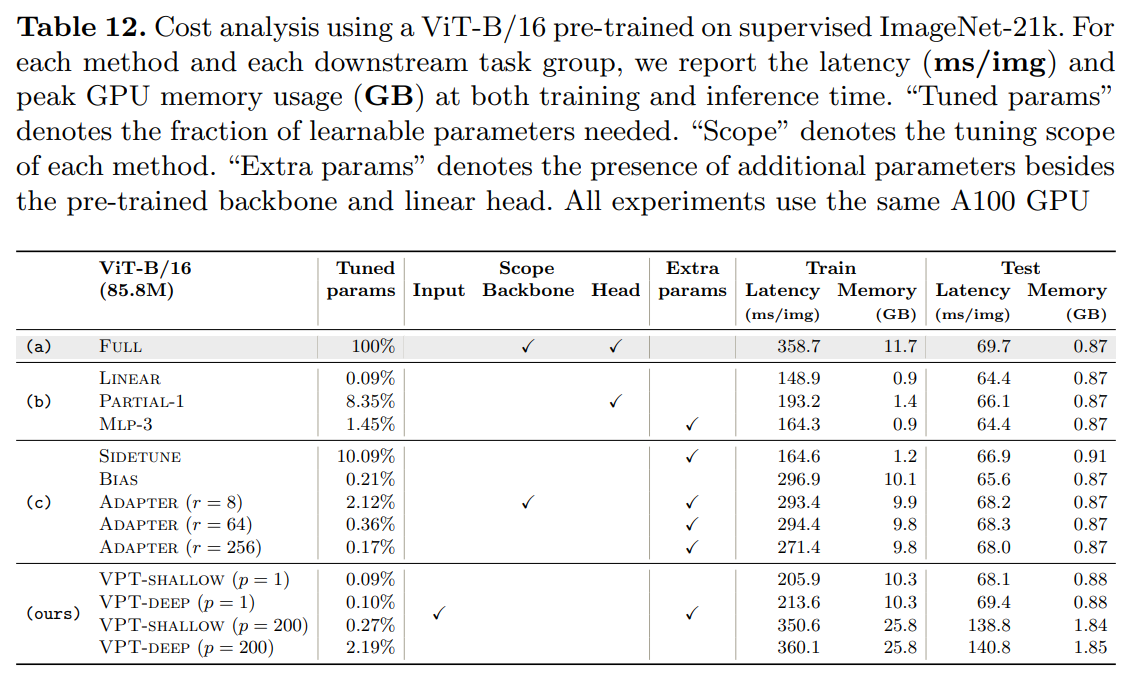 Table 12. Cost analysis using a ViT-B/16 pre-trained on supervised ImageNet-21k. For
each method and each downstream task group, we report the latency (ms/img) and
peak GPU memory usage (GB) at both training and inference time. “Tuned params”
denotes the fraction of learnable parameters needed. “Scope” denotes the tuning scope
of each method. “Extra params” denotes the presence of additional parameters besides
the pre-trained backbone and linear head. All experiments use the same A100 GPU
ViT-B/16 Tuned Scope Extra Train Test
(85.8M) params Input Backbone Head params Latency Memory Latency Memory
(ms/img) (GB) (ms/img) (GB)
(a) Full 100% ✓ ✓ 358.7 11.7 69.7 0.87
Linear 0.09% 148.9 0.9 64.4 0.87
(b) Partial-1 8.35% ✓ 193.2 1.4 66.1 0.87
Mlp-3 1.45% ✓ 164.3 0.9 64.4 0.87
Sidetune 10.09% ✓ 164.6 1.2 66.9 0.91
Bias 0.21% 296.9 10.1 65.6 0.87
(c) Adapter (r = 8) 2.12% ✓ ✓ 293.4 9.9 68.2 0.87
Adapter (r = 64) 0.36% ✓ 294.4 9.8 68.3 0.87
Adapter (r = 256) 0.17% ✓ 271.4 9.8 68.0 0.87
VPT-shallow (p = 1) 0.09% 205.9 10.3 68.1 0.88
VPT-deep (p = 1) 0.10% 213.6 10.3 69.4 0.88
(ours) ✓ ✓
VPT-shallow (p = 200) 0.27% 350.6 25.8 138.8 1.84
VPT-deep (p = 200) 2.19% 360.1 25.8 140.8 1.85